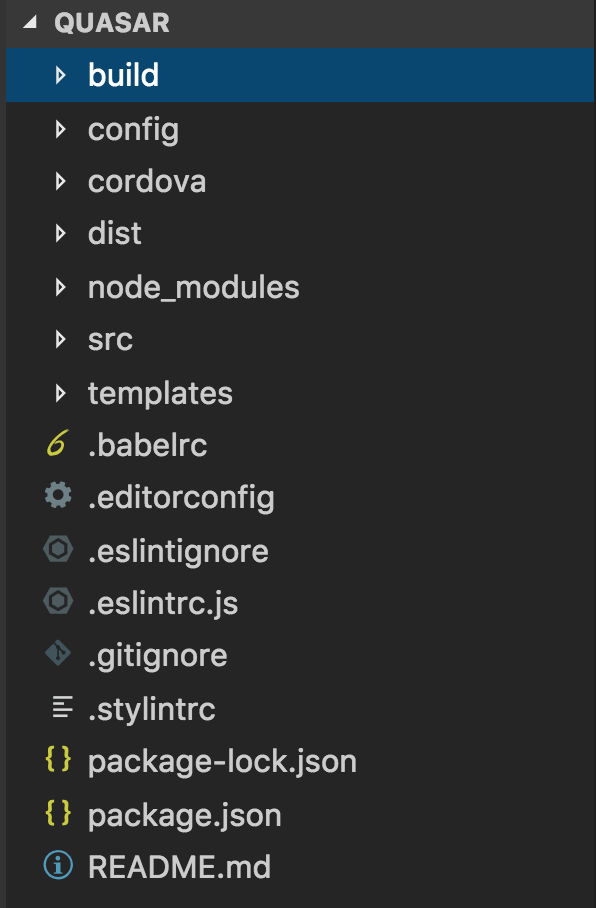 QUASAR
build
config
cordova
dist
node_modules
src
templates
.babelrc
.editorconfig
.eslintignore
.eslintrc.js
.gitignore
.stylintrc
package-lock.json
package.json
README.md